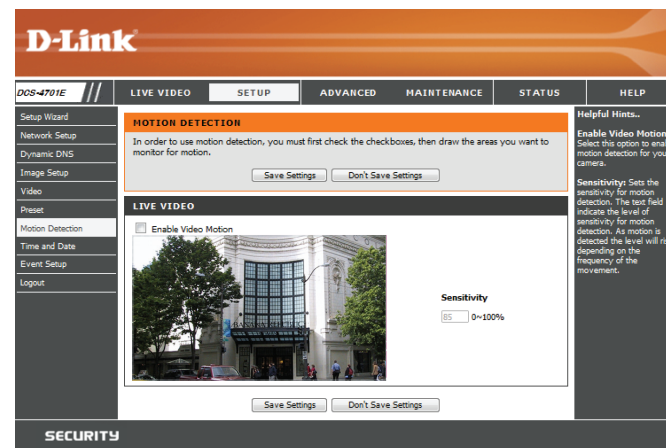 D-Link
DCS-4701E
LIVE VIDEO
SETUP
ADVANCED
MAINTENANCE
STATUS
HELP
Setup Wizard
Network Setup
Dynamic DNS
Image Setup
Video
Preset
Motion Detection
Time and Date
Event Setup
Logout
MOTION DETECTION
In order to use motion detection, you must first check the checkboxes, then draw the areas you want to
monitor for motion.
Save Settings
Don't Save Settings
LIVE VIDEO
Enable Video Motion
Sensitivity
85
0~100%
Save Settings
Don't Save Settings
Helpful Hints..
Enable Video Motion
Select this option to
motion detection for
camera.
Sensitivity: Sets the
sensitivity for motion
detection. The text field
indicate the level of
sensitivity for motion
detection. As motion is
detected the level will
depending on the
frequency of the
movement.
SECURITY